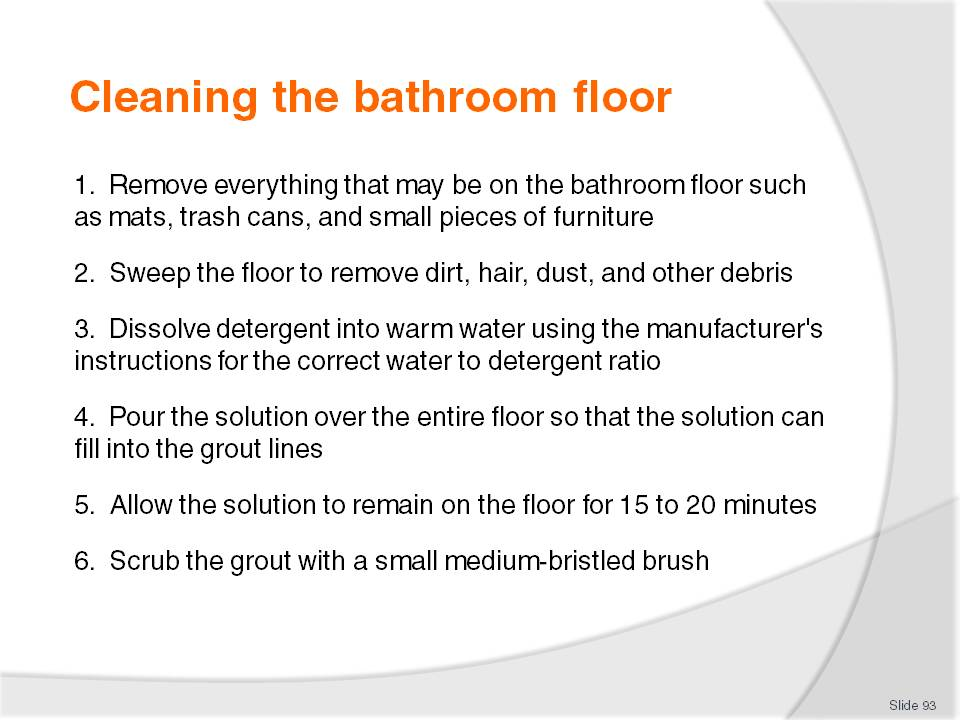 Cleaning the bathroom floor
1. Remove everything that may be on the bathroom floor such
as mats, trash cans, and small pieces of furniture
2. Sweep the floor to remove dirt, hair, dust, and other debris
3. Dissolve detergent into warm water using the manufacturer's
instructions for the correct water to detergent ratio
4. Pour the solution over the entire floor so that the solution can
fill into the grout lines
5. Allow the solution to remain on the floor for 15 to 20 minutes
6. Scrub the grout with a small medium-bristled brush
Slide 93